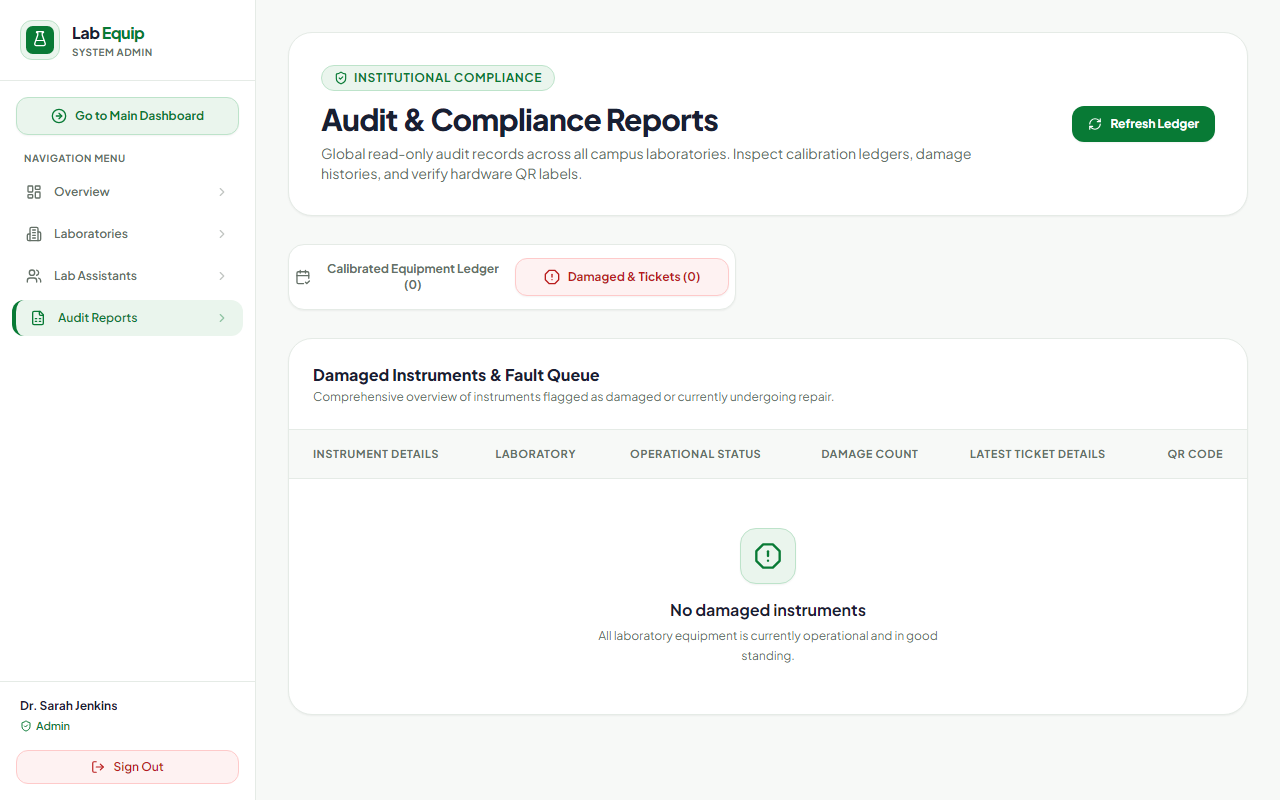 Lab Equip
SYSTEM ADMIN
Go to Main Dashboard
NAVIGATION MENU
Overview
Laboratories
Lab Assistants
Audit Reports
Dr. Sarah Jenkins
Admin
Sign Out
INSTITUTIONAL COMPLIANCE
Audit & Compliance Reports
Global read-only audit records across all campus laboratories. Inspect calibration ledgers, damage
histories, and verify hardware QR labels.
Refresh Ledger
Calibrated Equipment Ledger
(0)
Damaged & Tickets (0)
Damaged Instruments & Fault Queue
Comprehensive overview of instruments flagged as damaged or currently undergoing repair.
INSTRUMENT DETAILS LABORATORY OPERATIONAL STATUS DAMAGE COUNT LATEST TICKET DETAILS QR CODE
No damaged instruments
All laboratory equipment is currently operational and in good
standing.